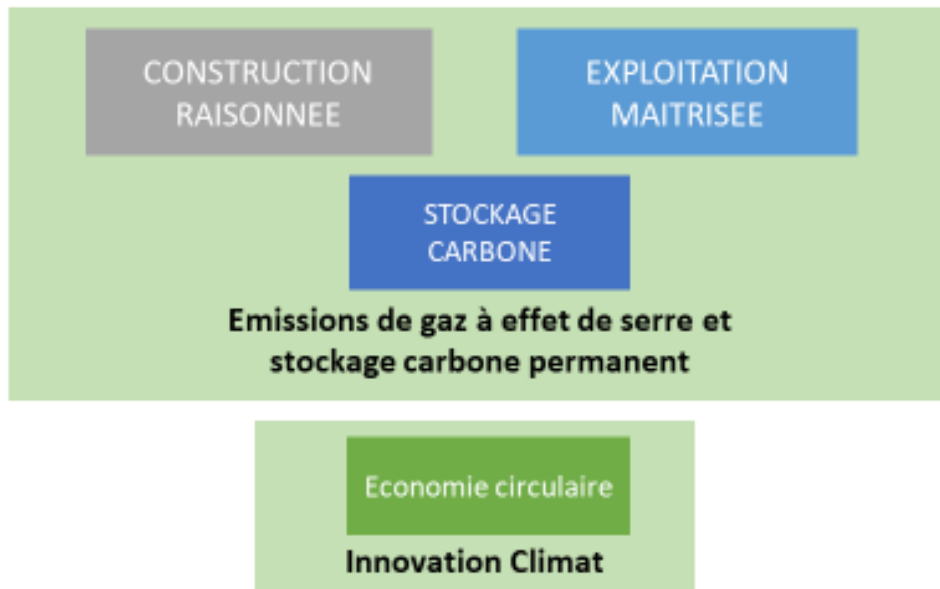 CONSTRUCTION
RAISONNEE
EXPLOITATION
MAITRISEE
STOCKAGE
CARBONE
Emissions de gaz à effet de serre et
stockage carbone permanent
Economie circulaire
Innovation Climat